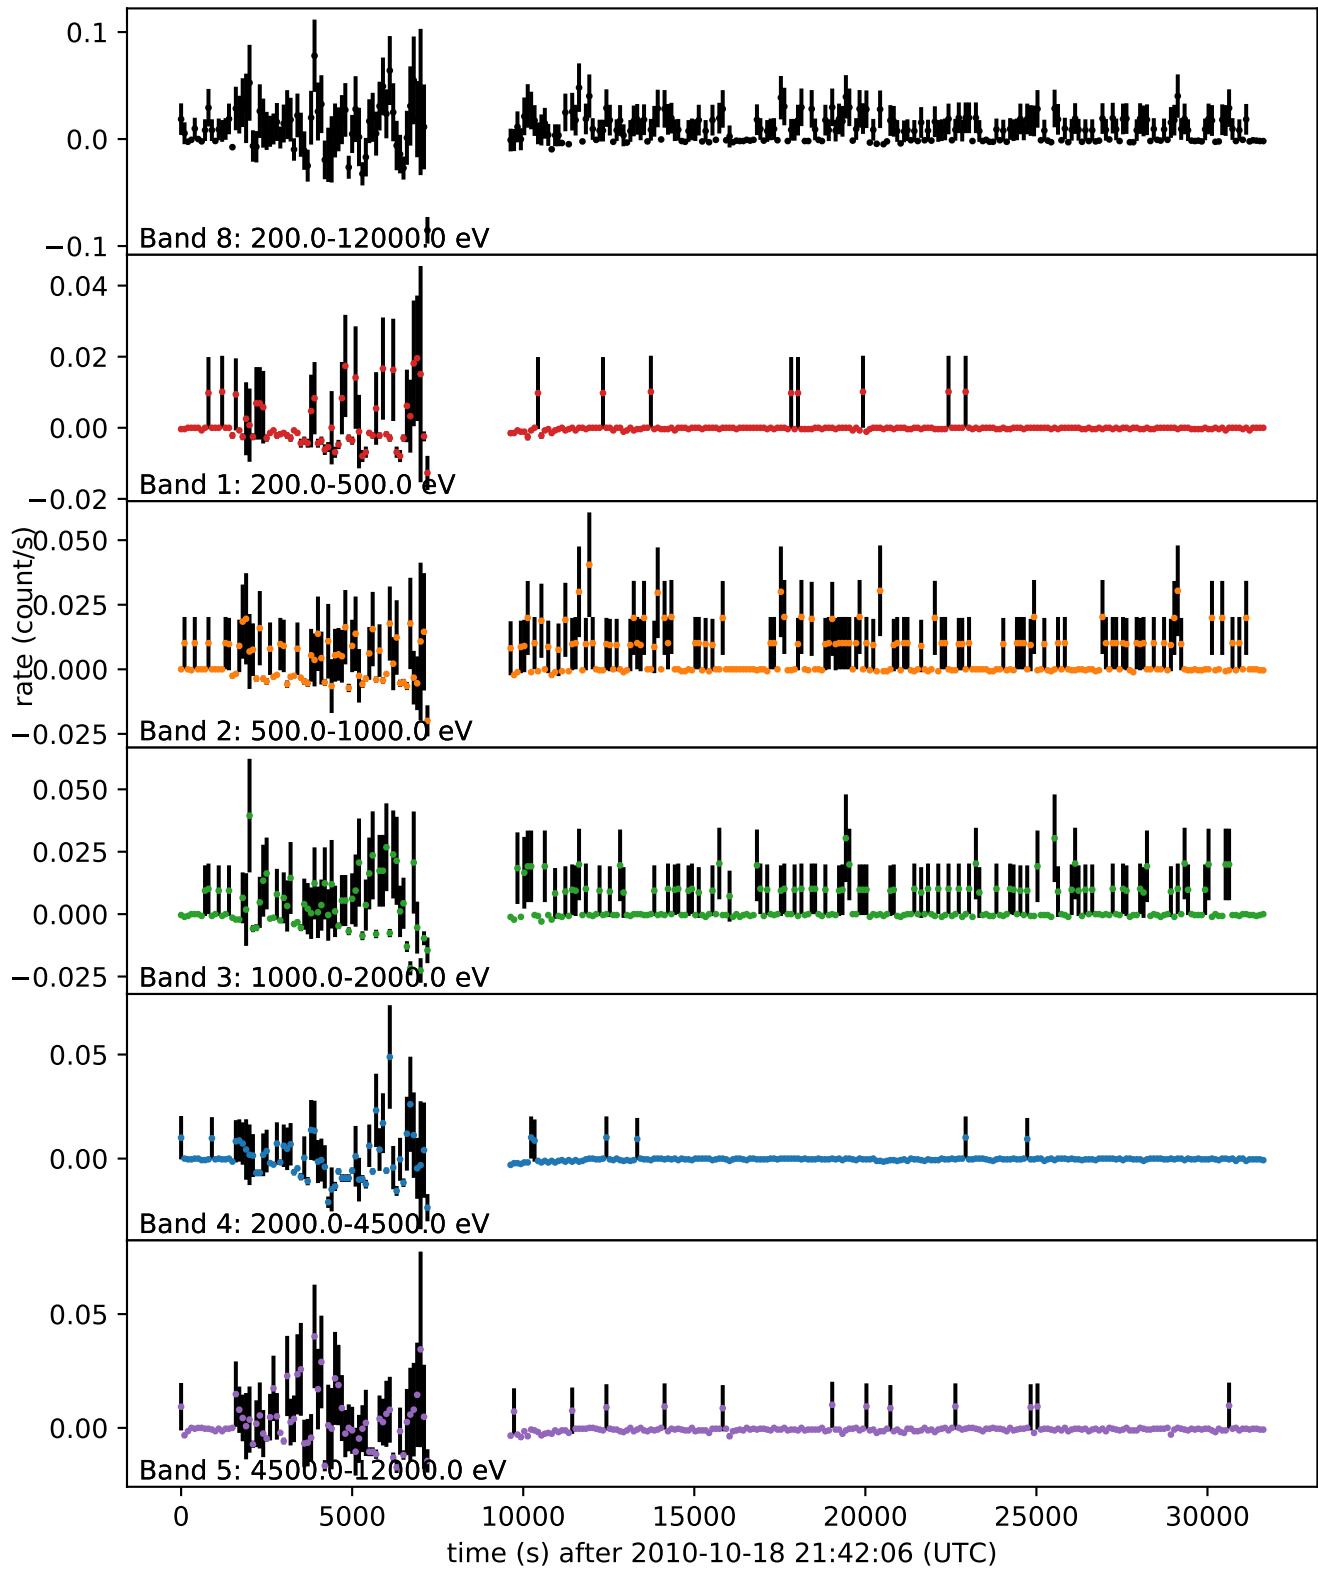 0.1
0.0
−0.1
Band 8: 200.0-12000.0 eV
0.04
0.02
0.00
−0.02
Band 1: 200.0-500.0 eV
rate (count/s)
0.050
0.025
0.000
−0.025
Band 2: 500.0-1000.0 eV
0.050
0.025
0.000
−0.025
Band 3: 1000.0-2000.0 eV
0.05
0.00
Band 4: 2000.0-4500.0 eV
0.05
0.00
Band 5: 4500.0-12000.0 eV
0 5000 10000 15000 20000 25000 30000
time (s) after 2010-10-18 21:42:06 (UTC)